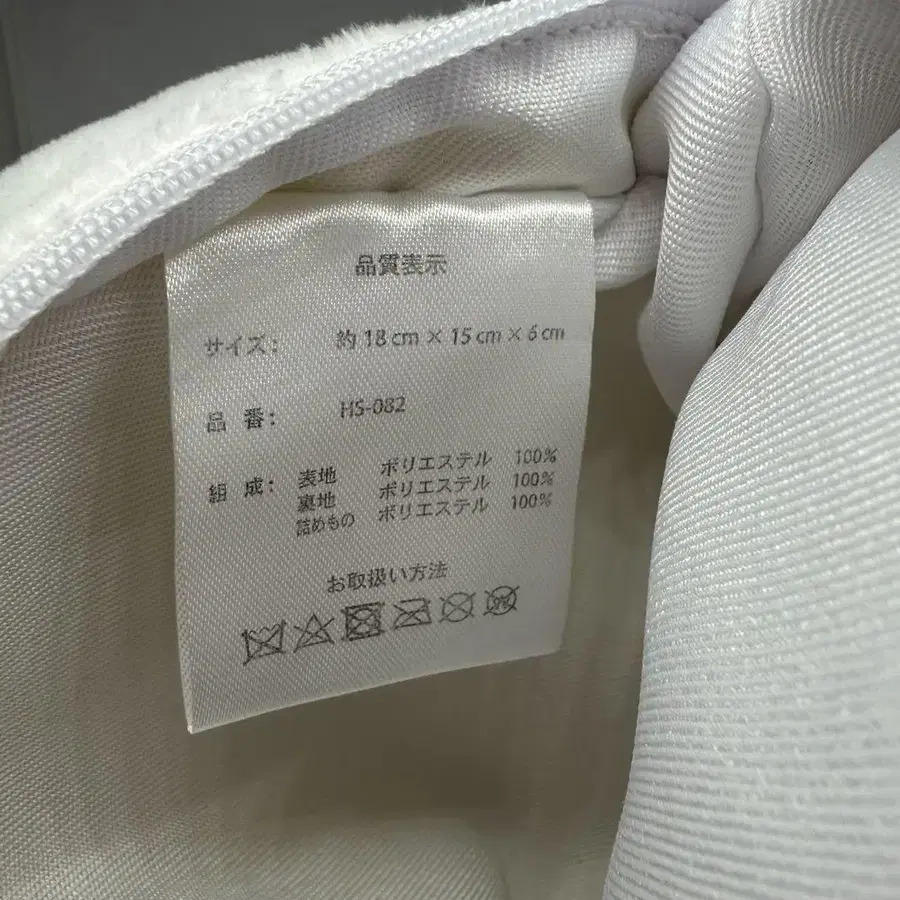 品質表示
サイズ: 約 18 cm × 15 cm × 6 cm
品 番: HS-082
組 成: 表地 ポリエステル 100%
裏地 ポリエステル 100%
詰めもの ポリエステル 100%
お取扱い方法